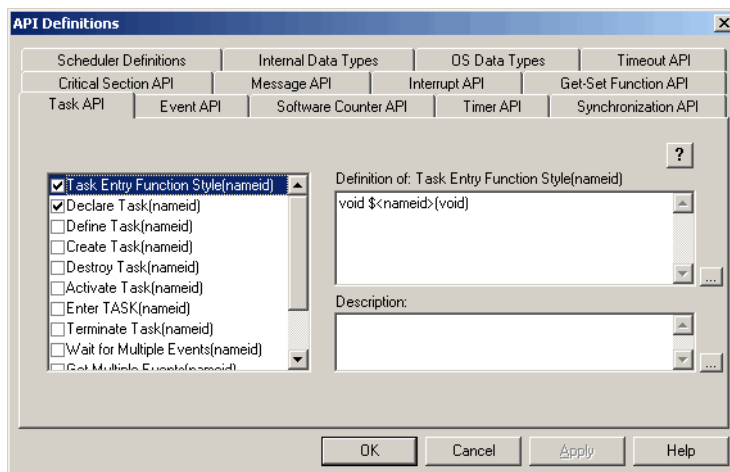 API Definitions
Scheduler Definitions Internal Data Types OS Data Types Timeout API
Critical Section API Message API Interrupt API Get-Set Function API
Task API Event API Software Counter API Timer API Synchronization API
?
Task Entry Function Style(nameid)
Declare Task(nameid)
Define Task(nameid)
Create Task(nameid)
Destroy Task(nameid)
Activate Task(nameid)
Enter TASK(nameid)
Terminate Task(nameid)
Wait for Multiple Events(nameid)
Get Multiple Events(nameid)
Definition of: Task Entry Function Style(nameid)
void $<nameid>(void)
...
Description:
...
OK Cancel Apply Help